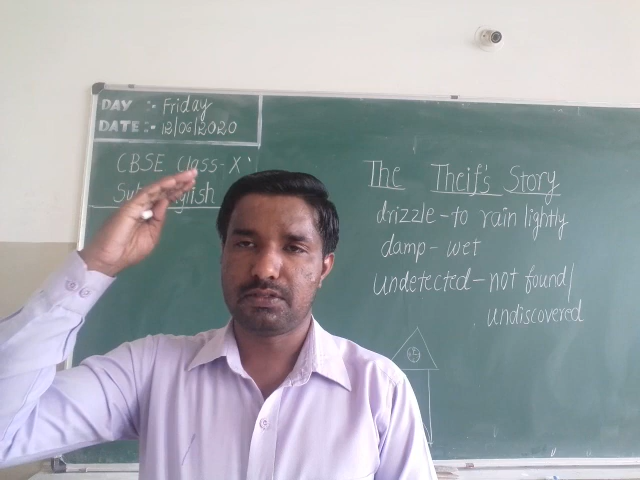 DAY :- Friday
DATE:- 12/06/2020
CBSE Class-X
The Theif's Story
drizzle - to rain lightly
damp - wet
undetected - not found/
undiscovered